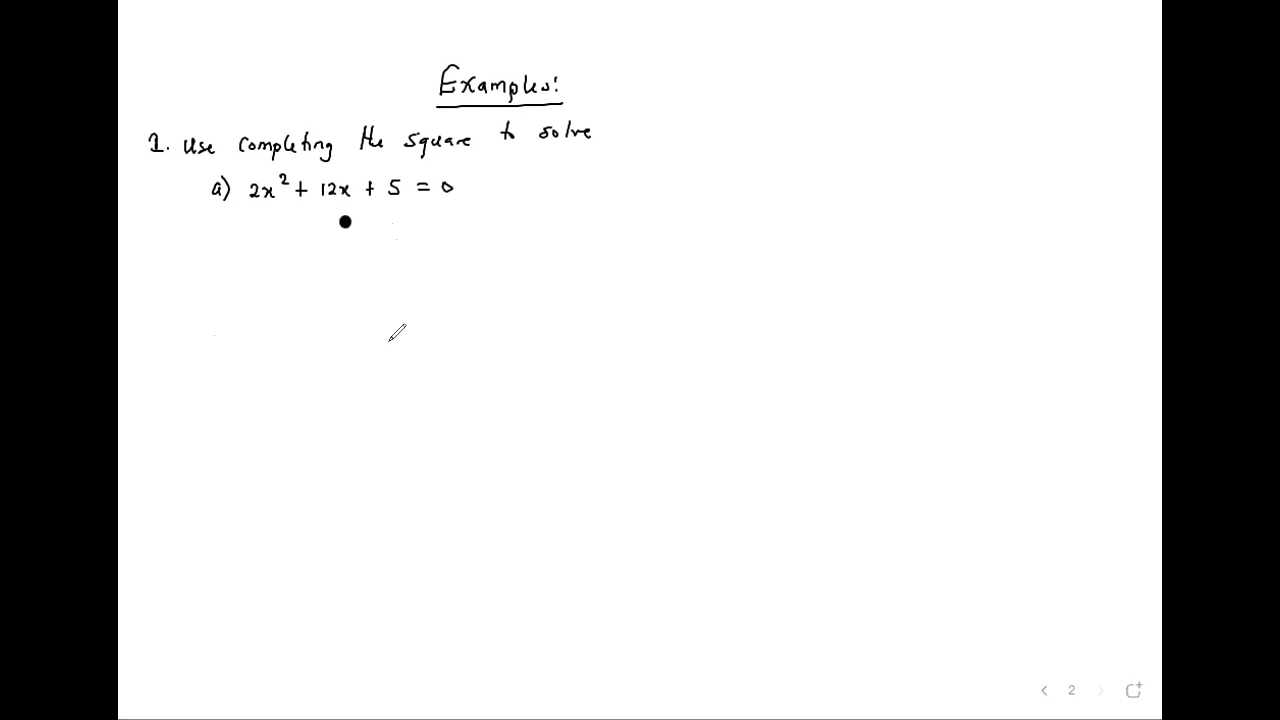 Examples:
1. Use completing the square to solve
a) 2x² + 12x + 5 = 0
2